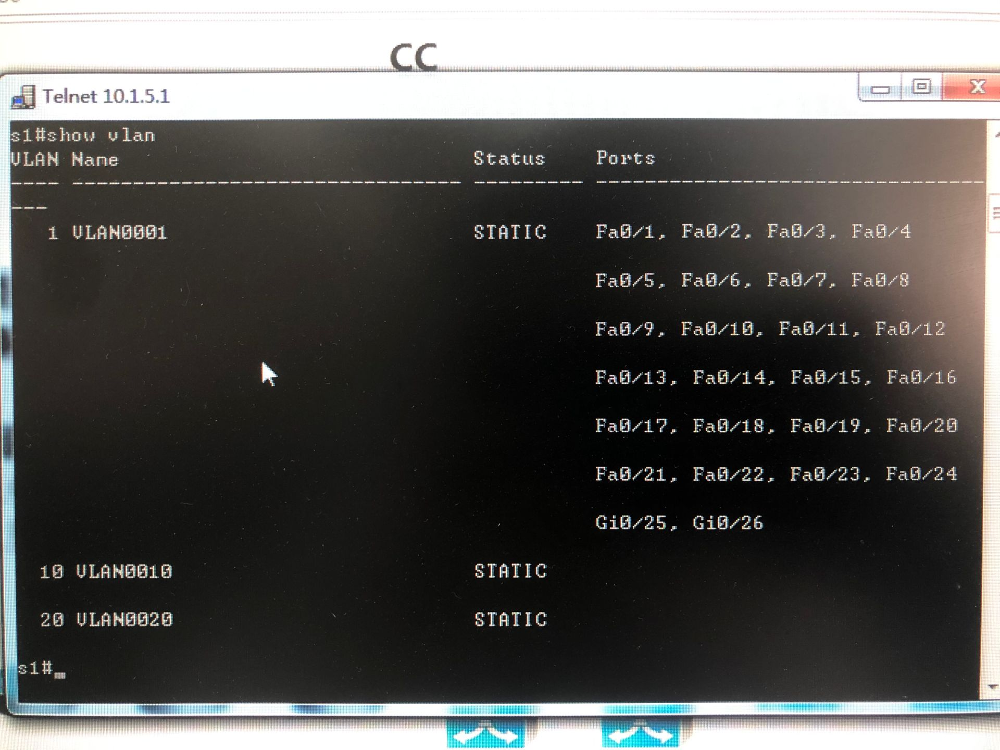 CC
Telnet 10.1.5.1
s1#show vlan
VLAN Name Status Ports
---- -------------------------------- --------- --------------------------------
---
1 VLAN0001 STATIC Fa0/1, Fa0/2, Fa0/3, Fa0/4
Fa0/5, Fa0/6, Fa0/7, Fa0/8
Fa0/9, Fa0/10, Fa0/11, Fa0/12
Fa0/13, Fa0/14, Fa0/15, Fa0/16
Fa0/17, Fa0/18, Fa0/19, Fa0/20
Fa0/21, Fa0/22, Fa0/23, Fa0/24
Gi0/25, Gi0/26
10 VLAN0010 STATIC
20 VLAN0020 STATIC
s1#_